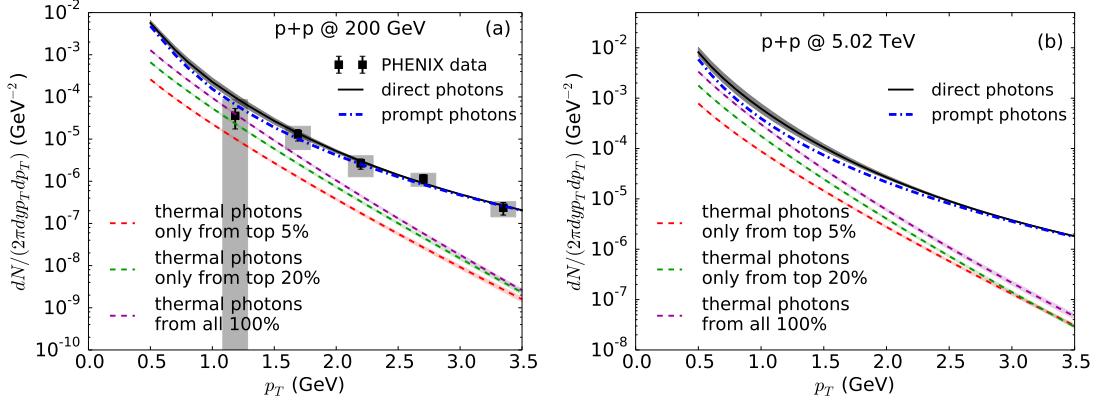 p+p @ 200 GeV
(a)
PHENIX data
direct photons
prompt photons
thermal photons
only from top 5%
thermal photons
only from top 20%
thermal photons
from all 100%
10^-2
10^-3
10^-4
10^-5
10^-6
10^-7
10^-8
10^-9
10^-10
dN/(2πdyp_T dp_T) (GeV^-2)
0.0 0.5 1.0 1.5 2.0 2.5 3.0 3.5
p_T (GeV)
p+p @ 5.02 TeV
(b)
direct photons
prompt photons
thermal photons
only from top 5%
thermal photons
only from top 20%
thermal photons
from all 100%
10^-2
10^-3
10^-4
10^-5
10^-6
10^-7
10^-8
dN/(2πdyp_T dp_T) (GeV^-2)
0.0 0.5 1.0 1.5 2.0 2.5 3.0 3.5
p_T (GeV)